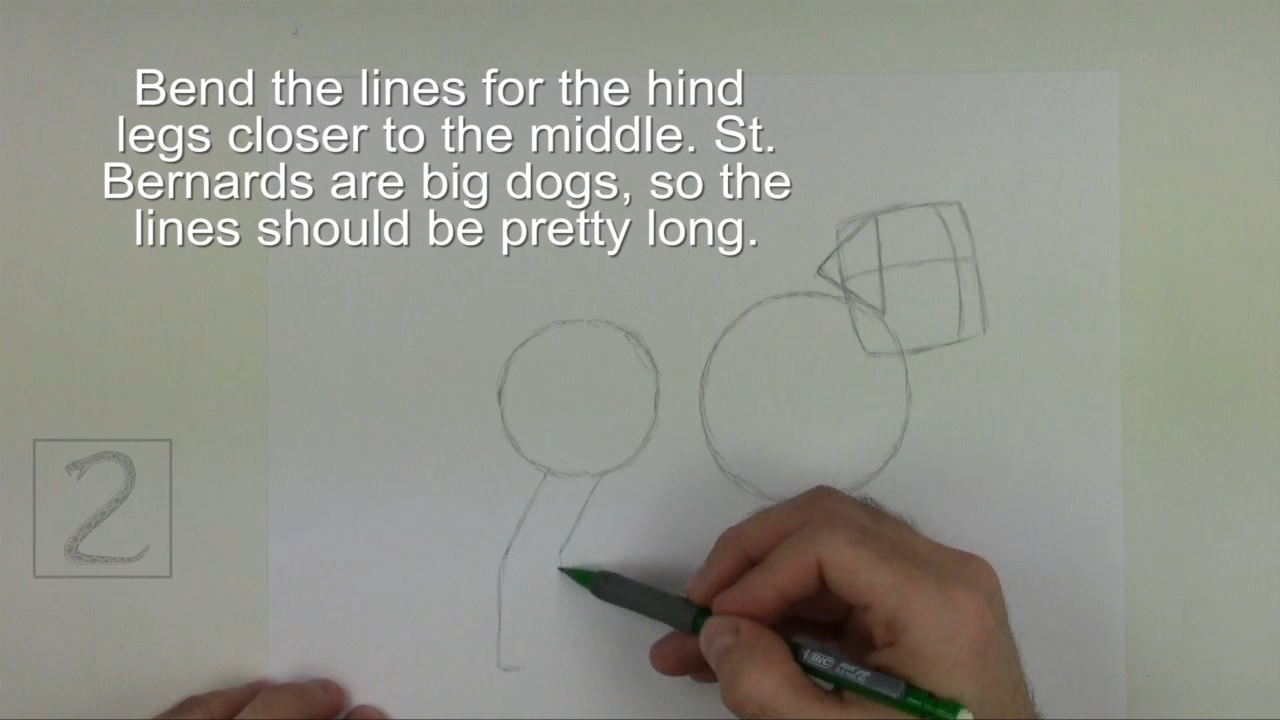 Bend the lines for the hind
legs closer to the middle. St.
Bernards are big dogs, so the
lines should be pretty long.
2
BIC